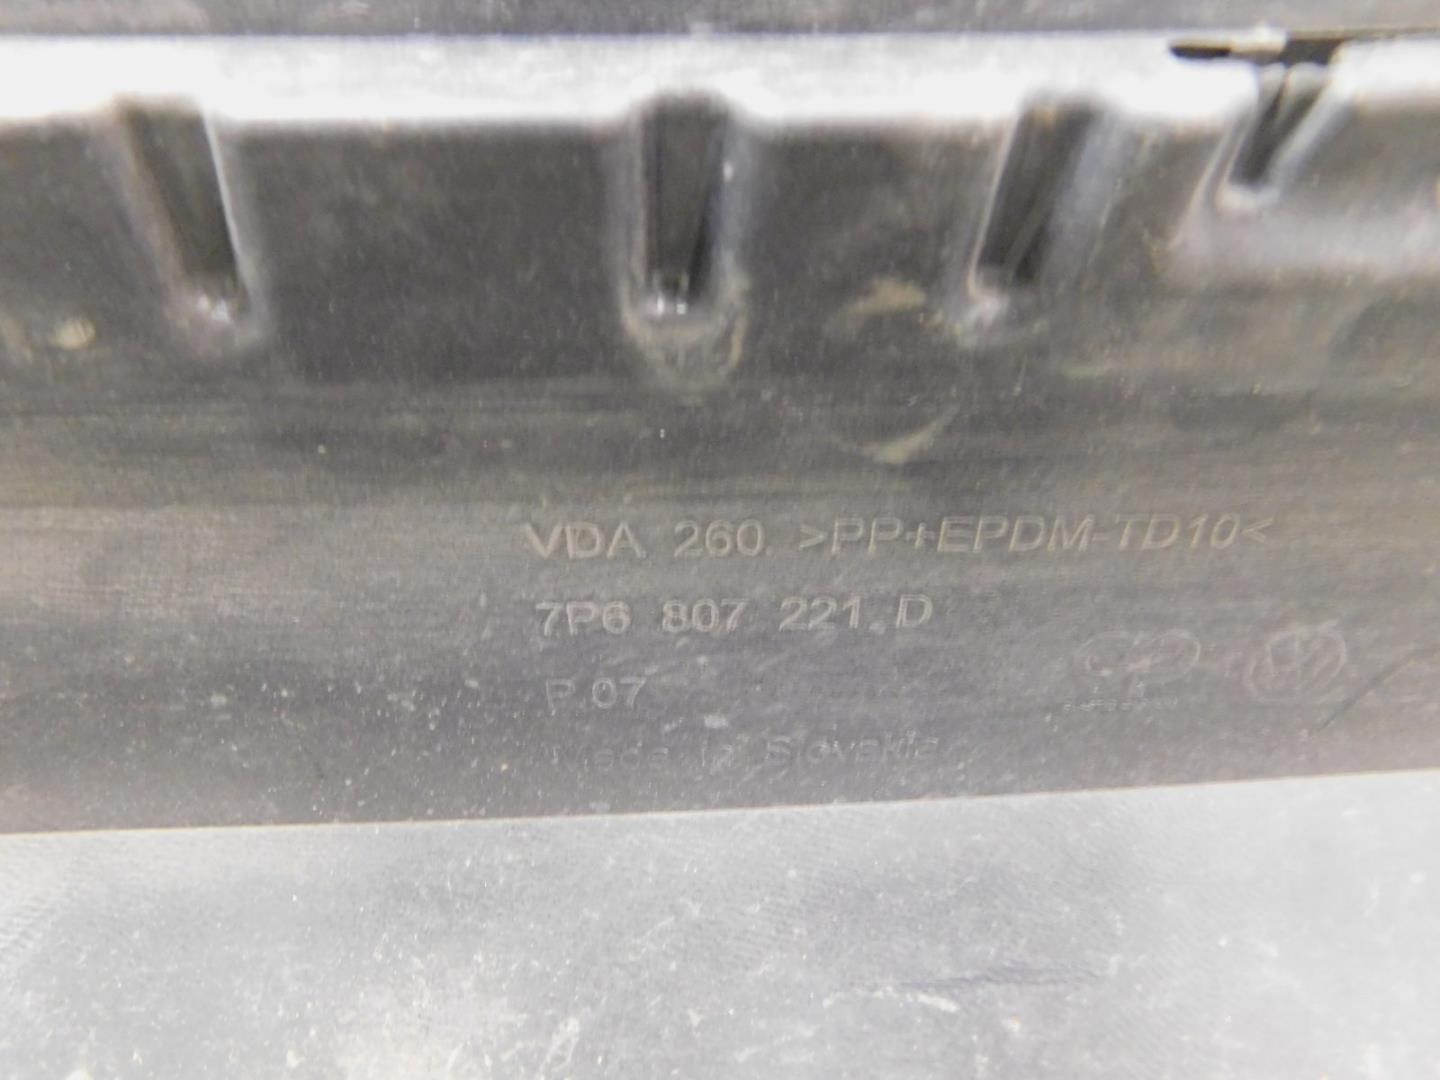 VDA 260 >PP+EPDM-TD10<
7P6 807 221 D
P 07
Made in Slovakia